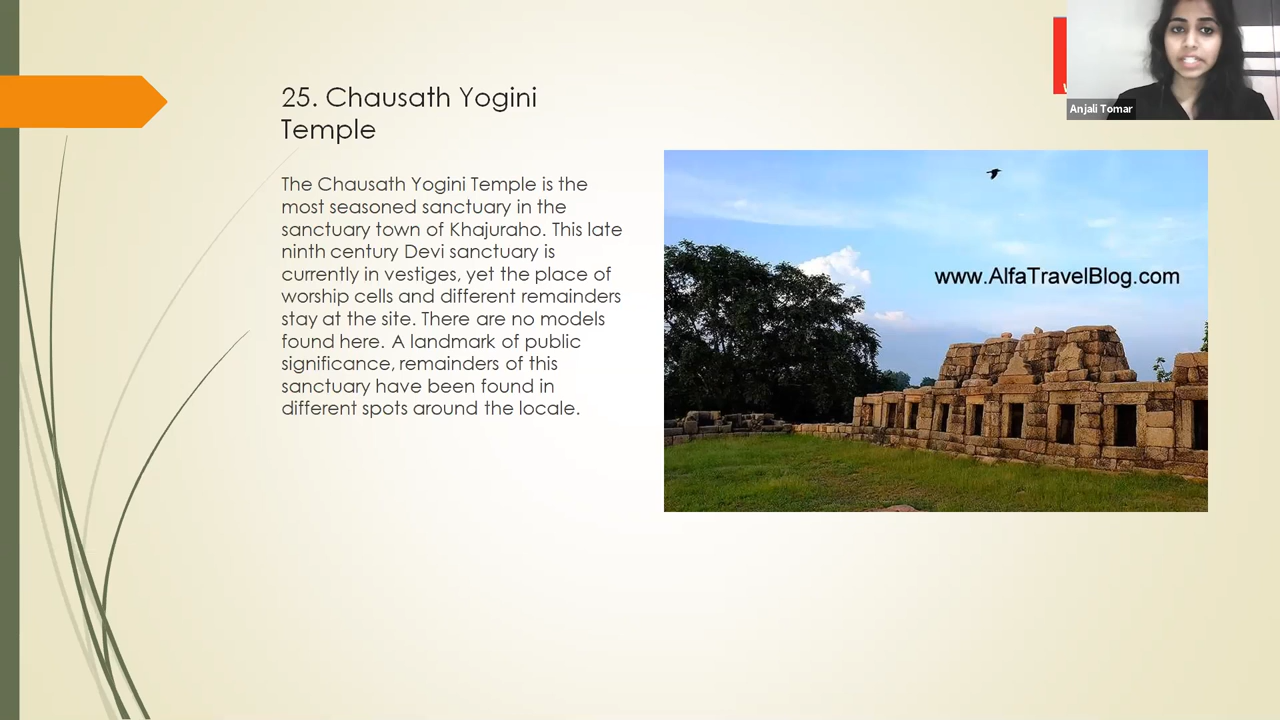 25. Chausath Yogini
Temple
The Chausath Yogini Temple is the
most seasoned sanctuary in the
sanctuary town of Khajuraho. This late
ninth century Devi sanctuary is
currently in vestiges, yet the place of
worship cells and different remainders
stay at the site. There are no models
found here. A landmark of public
significance, remainders of this
sanctuary have been found in
different spots around the locale.
www.AlfaTravelBlog.com
Anjali Tomar